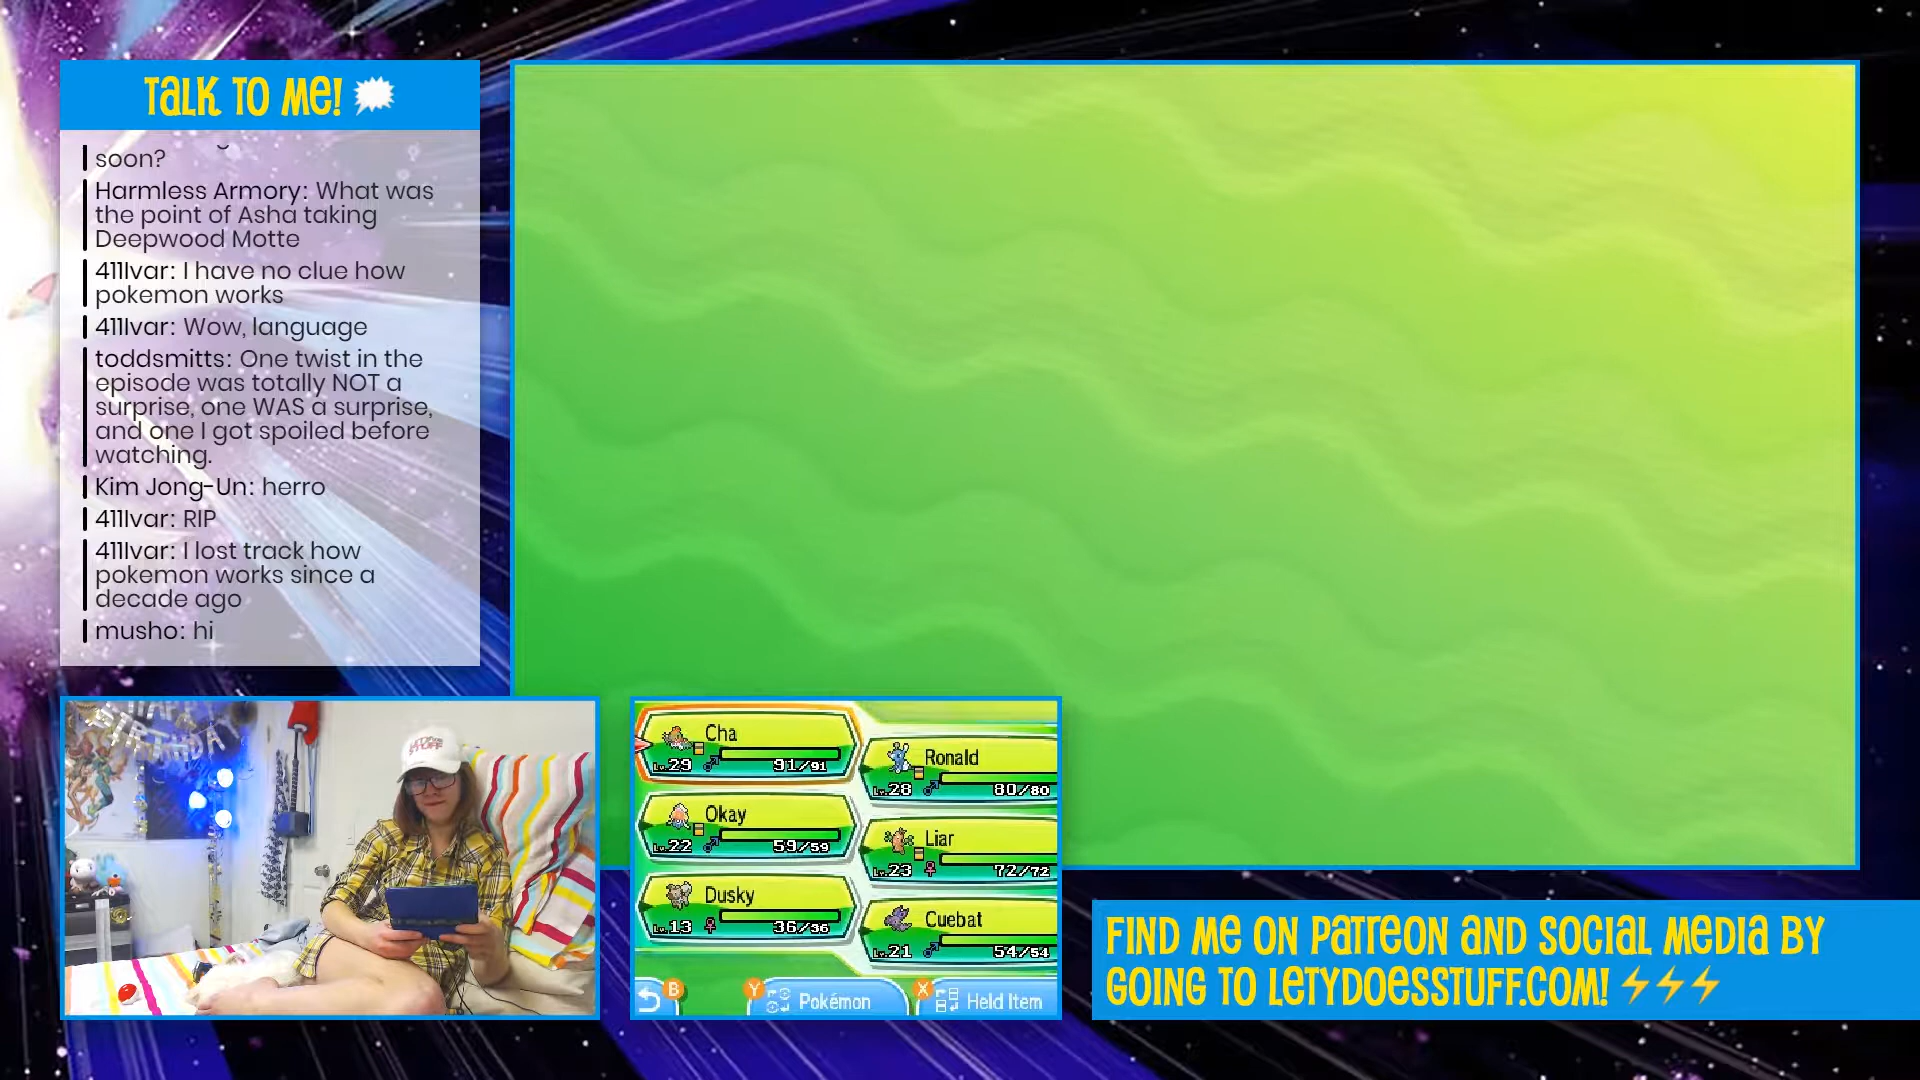 TALK TO ME!
soon?
Harmless Armory: What was
the point of Asha taking
Deepwood Motte
411Ivar: I have no clue how
pokemon works
411Ivar: Wow, language
toddsmitts: One twist in the
episode was totally NOT a
surprise, one WAS a surprise,
and one I got spoiled before
watching.
Kim Jong-Un: herro
411Ivar: RIP
411Ivar: I lost track how
pokemon works since a
decade ago
musho: hi
Cha
Lv.29 ♂ 91/91
Ronald
Lv.28 ♂ 80/80
Okay
Lv.22 ♂ 59/59
Liar
Lv.23 ♀ 72/72
Dusky
Lv.13 ♀ 36/36
Cuebat
Lv.21 ♂ 54/54
B Y Pokémon X Held Item
FIND ME ON PATREON AND SOCIAL MEDIA BY
GOING TO LETYDOESSTUFF.COM!